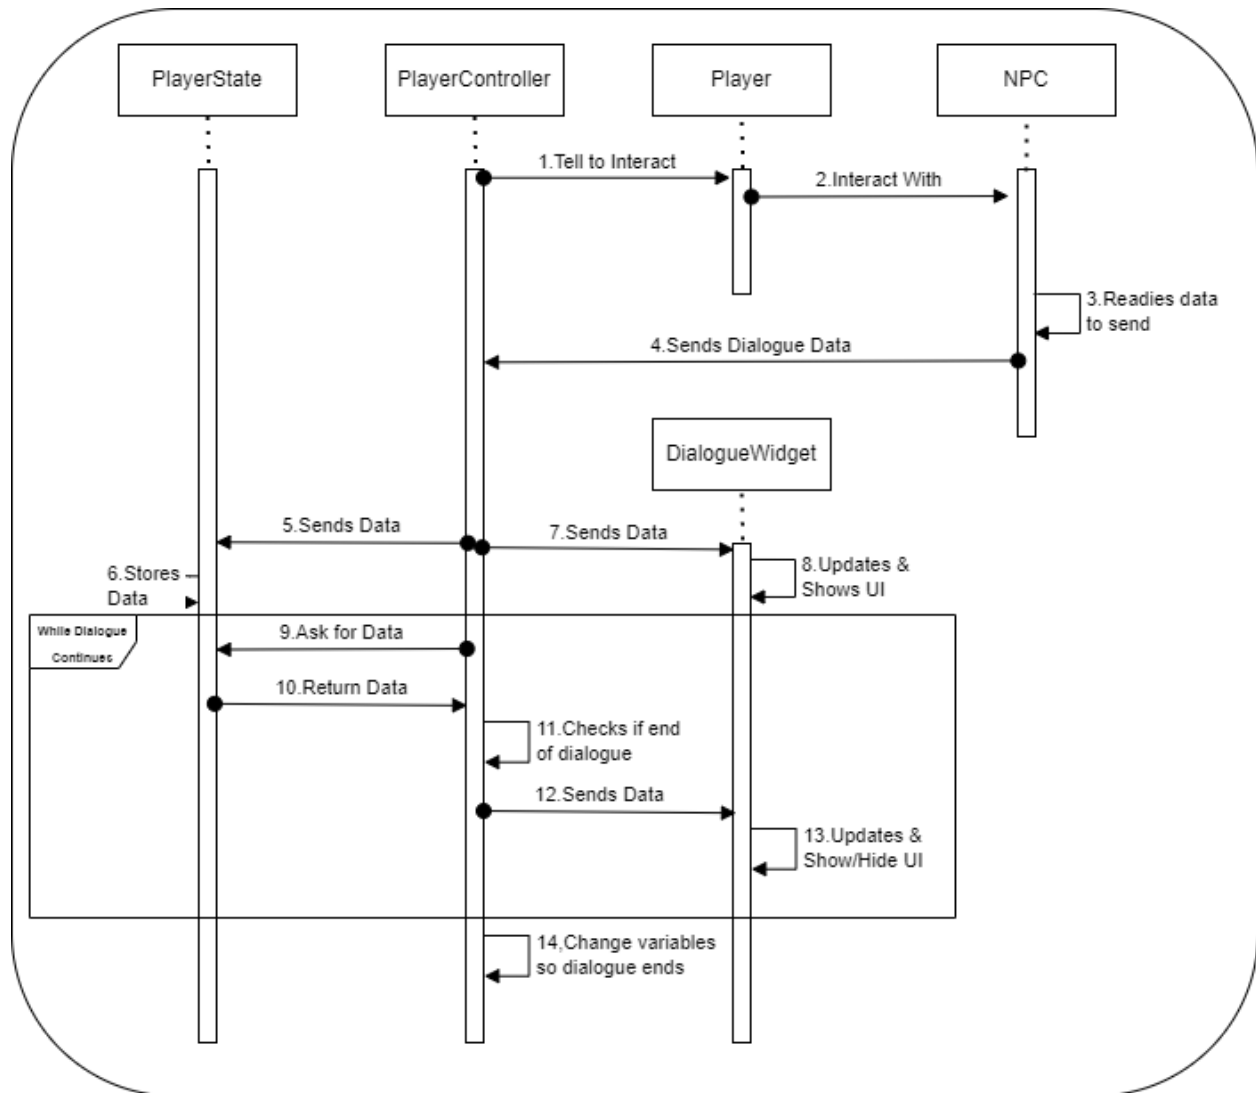 PlayerState
PlayerController
Player
NPC
1.Tell to Interact
2.Interact With
3.Readies data
to send
4.Sends Dialogue Data
DialogueWidget
5.Sends Data
7.Sends Data
6.Stores
Data
8.Updates &
Shows UI
While Dialogue
Continues
9.Ask for Data
10.Return Data
11.Checks if end
of dialogue
12.Sends Data
13.Updates &
Show/Hide UI
14,Change variables
so dialogue ends